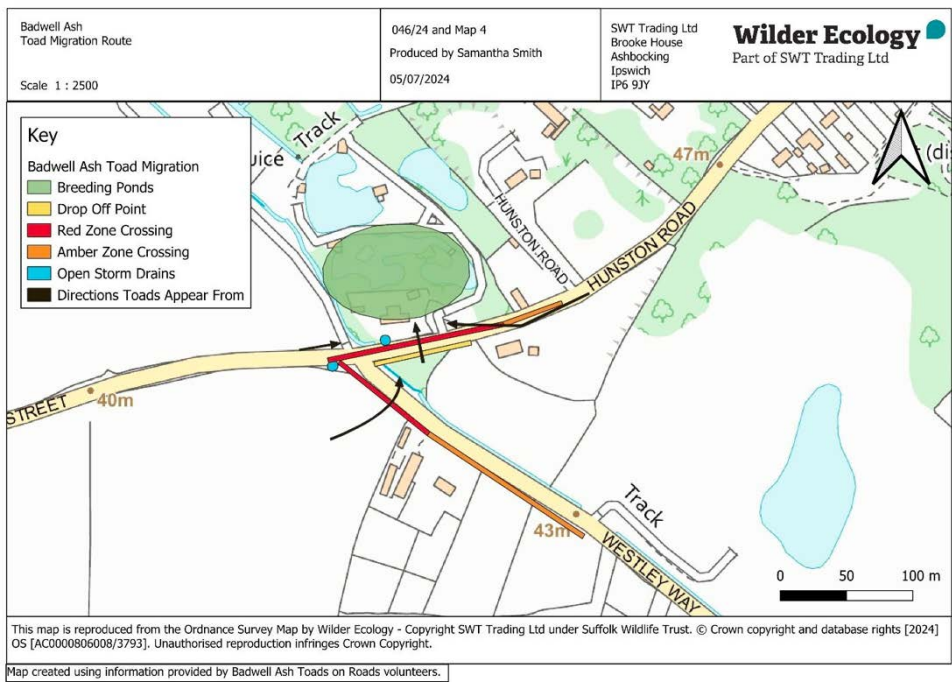 Badwell Ash
Toad Migration Route
Scale 1 : 2500
046/24 and Map 4
Produced by Samantha Smith
05/07/2024
SWT Trading Ltd
Brooke House
Ashbocking
Ipswich
IP6 9JY
Wilder Ecology
Part of SWT Trading Ltd
Key
Badwell Ash Toad Migration
Breeding Ponds
Drop Off Point
Red Zone Crossing
Amber Zone Crossing
Open Storm Drains
Directions Toads Appear From
uice
Track
47m
(di
HUNSTON ROAD
HUNSTON ROAD
STREET
40m
43m
Track
WESTLEY WAY
0 50 100 m
This map is reproduced from the Ordnance Survey Map by Wilder Ecology - Copyright SWT Trading Ltd under Suffolk Wildlife Trust. © Crown copyright and database rights [2024]
OS [AC0000806008/3793]. Unauthorised reproduction infringes Crown Copyright.
Map created using information provided by Badwell Ash Toads on Roads volunteers.